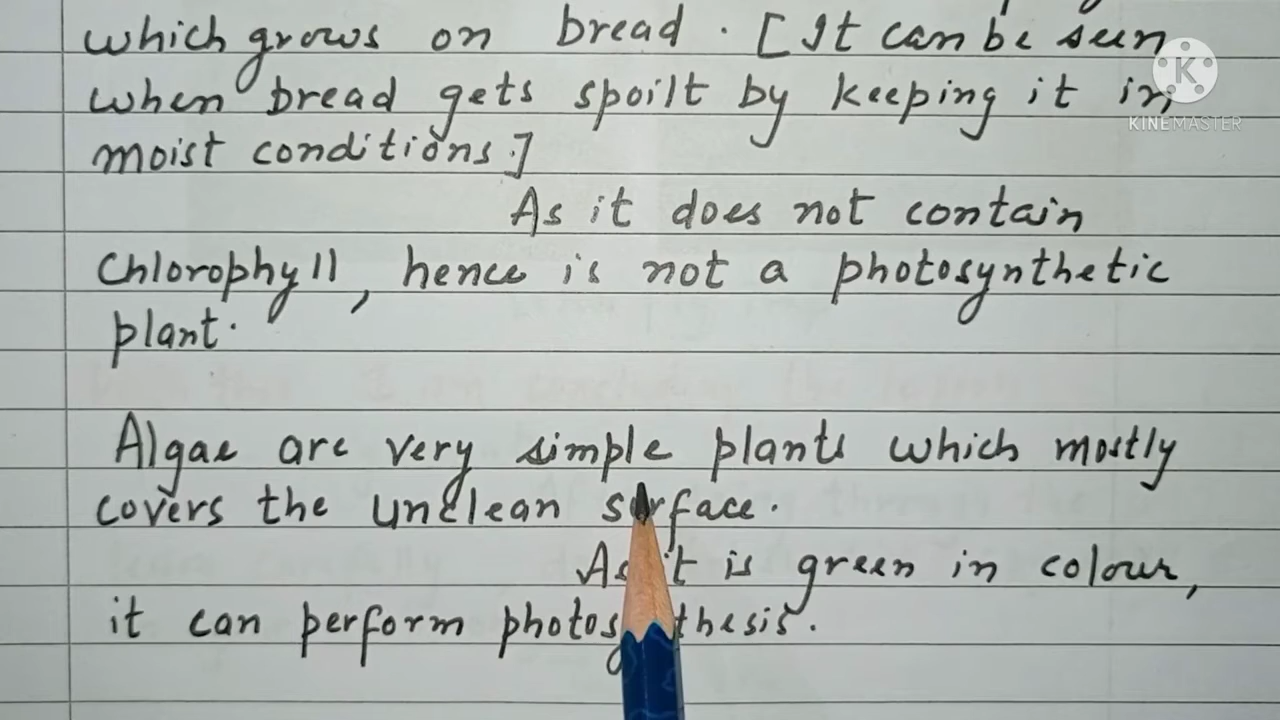 which grows on bread. [It can be seen
when bread gets spoilt by keeping it in
moist conditions.]
As it does not contain
Chlorophyll, hence is not a photosynthetic
plant.
Algae are very simple plants which mostly
covers the unclean surface.
As it is green in colour,
it can perform photosynthesis.
K
KINEMASTER